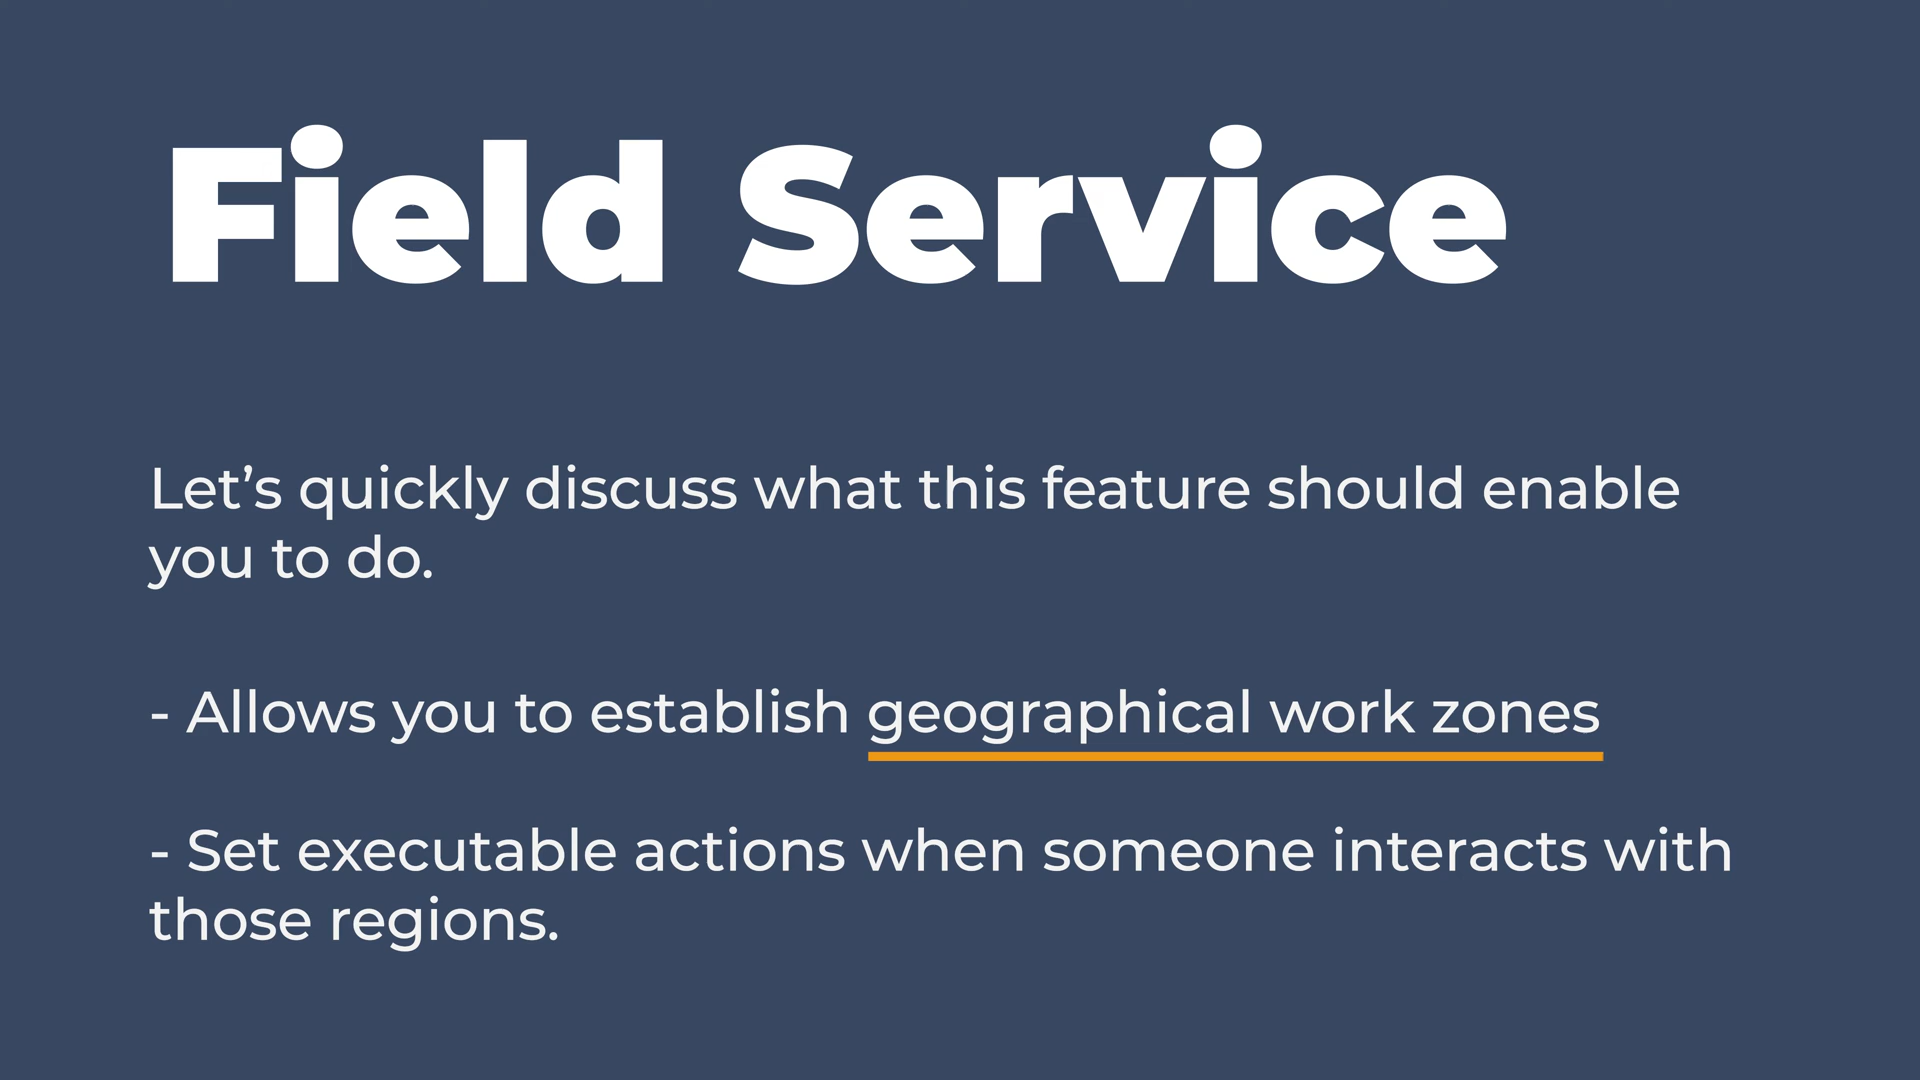 Field Service
Let’s quickly discuss what this feature should enable
you to do.
- Allows you to establish geographical work zones
- Set executable actions when someone interacts with
those regions.